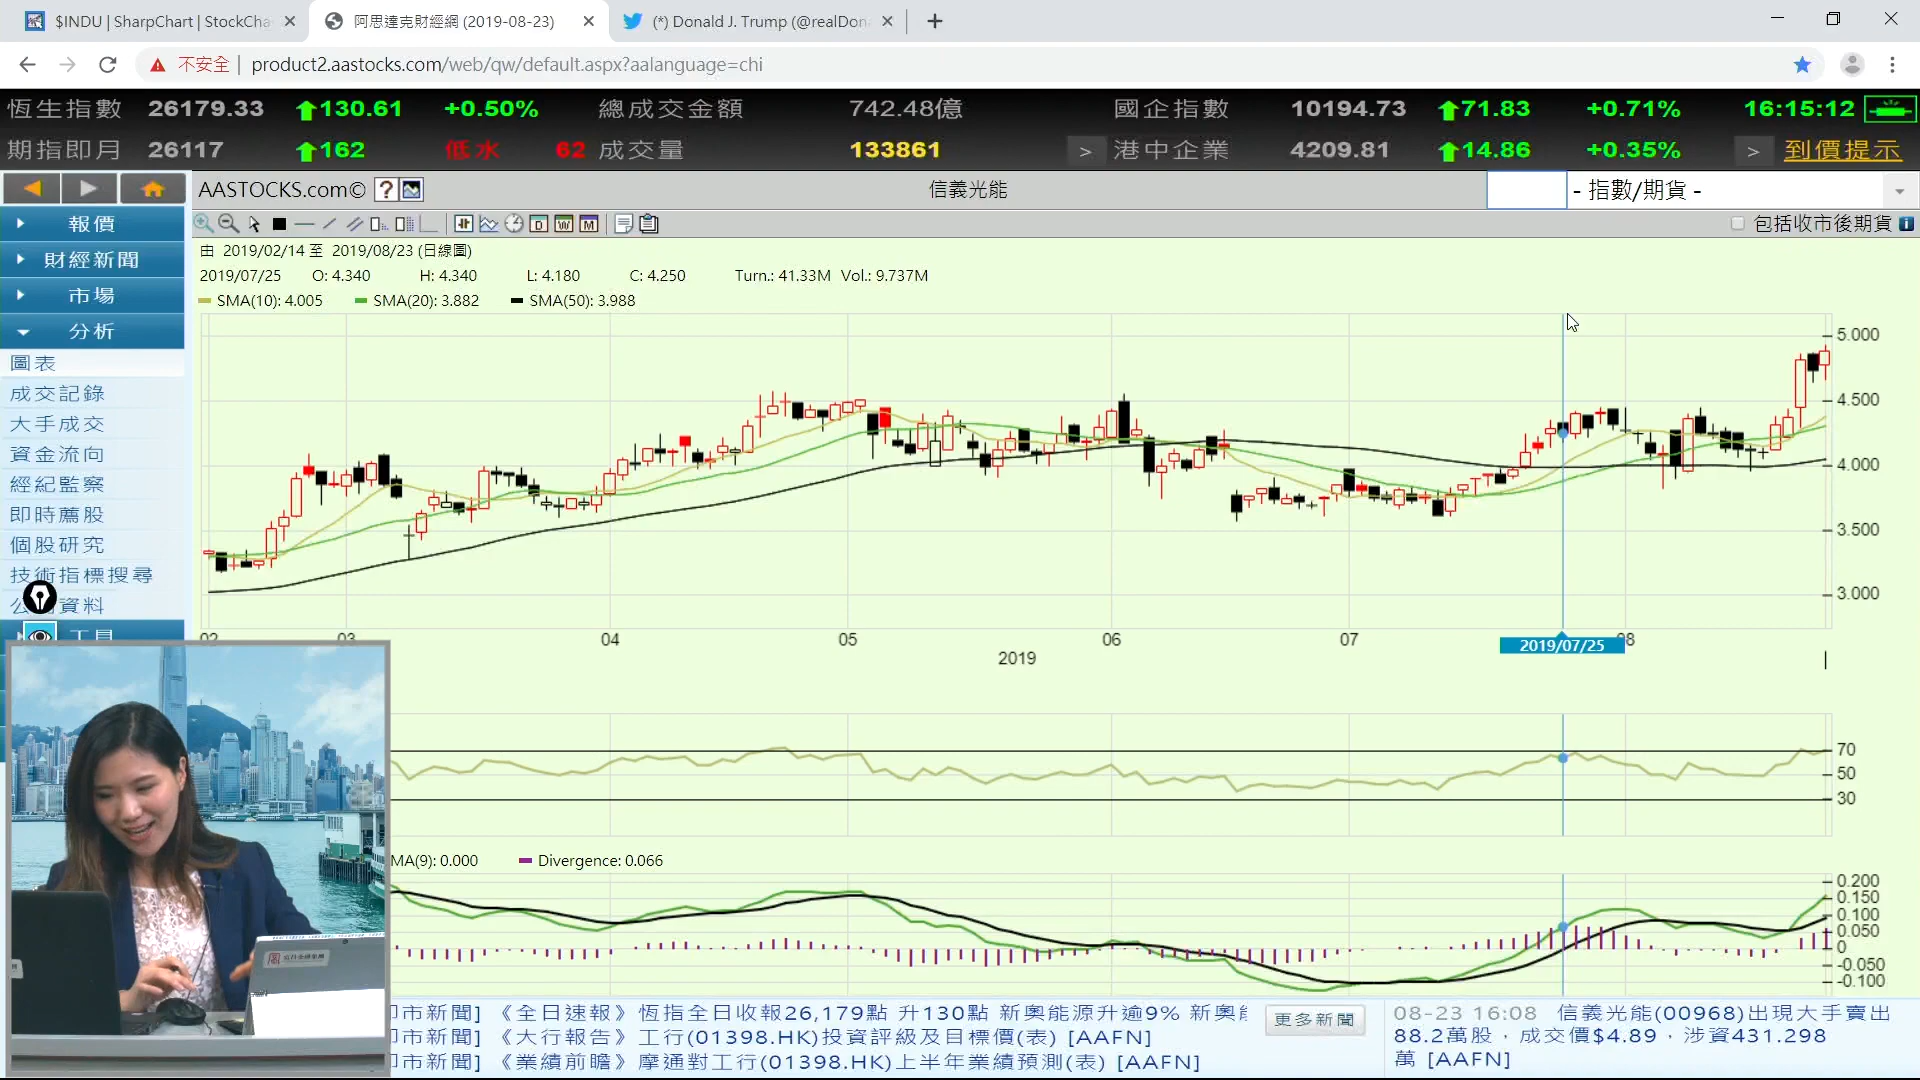 $INDU | SharpChart | StockCha
阿思達克財經網 (2019-08-23)
(*) Donald J. Trump (@realDon
不安全
product2.aastocks.com/web/qw/default.aspx?aalanguage=chi
恆生指數 26179.33 130.61 +0.50% 總成交金額 742.48億 國企指數 10194.73 71.83 +0.71% 16:15:12
期指即月 26117 162 低水 62 成交量 133861 > 港中企業 4209.81 14.86 +0.35% > 到價提示
AASTOCKS.com© ? 信義光能 - 指數/期貨 -
D W M 包括收市後期貨 i
報價
財經新聞
市場
分析
圖表
成交記錄
大手成交
資金流向
經紀監察
即時薦股
個股研究
技術指標搜尋
資料
工具
由 2019/02/14 至 2019/08/23 (日線圖)
2019/07/25 O: 4.340 H: 4.340 L: 4.180 C: 4.250 Turn.: 41.33M Vol.: 9.737M
SMA(10): 4.005 SMA(20): 3.882 SMA(50): 3.988
5.000
4.500
4.000
3.500
3.000
02 03 04 05 06 07 2019/07/25 08
2019
70
50
30
MA(9): 0.000 Divergence: 0.066
0.200
0.150
0.100
0.050
0
-0.050
-0.100
市新聞] 《全日速報》恆指全日收報26,179點 升130點 新奧能源升逾9% 新奧
市新聞] 《大行報告》工行(01398.HK)投資評級及目標價(表) [AAFN]
市新聞] 《業績前瞻》摩通對工行(01398.HK)上半年業績預測(表) [AAFN]
更多新聞
08-23 16:08 信義光能(00968)出現大手賣出
88.2萬股，成交價$4.89，涉資431.298
萬 [AAFN]